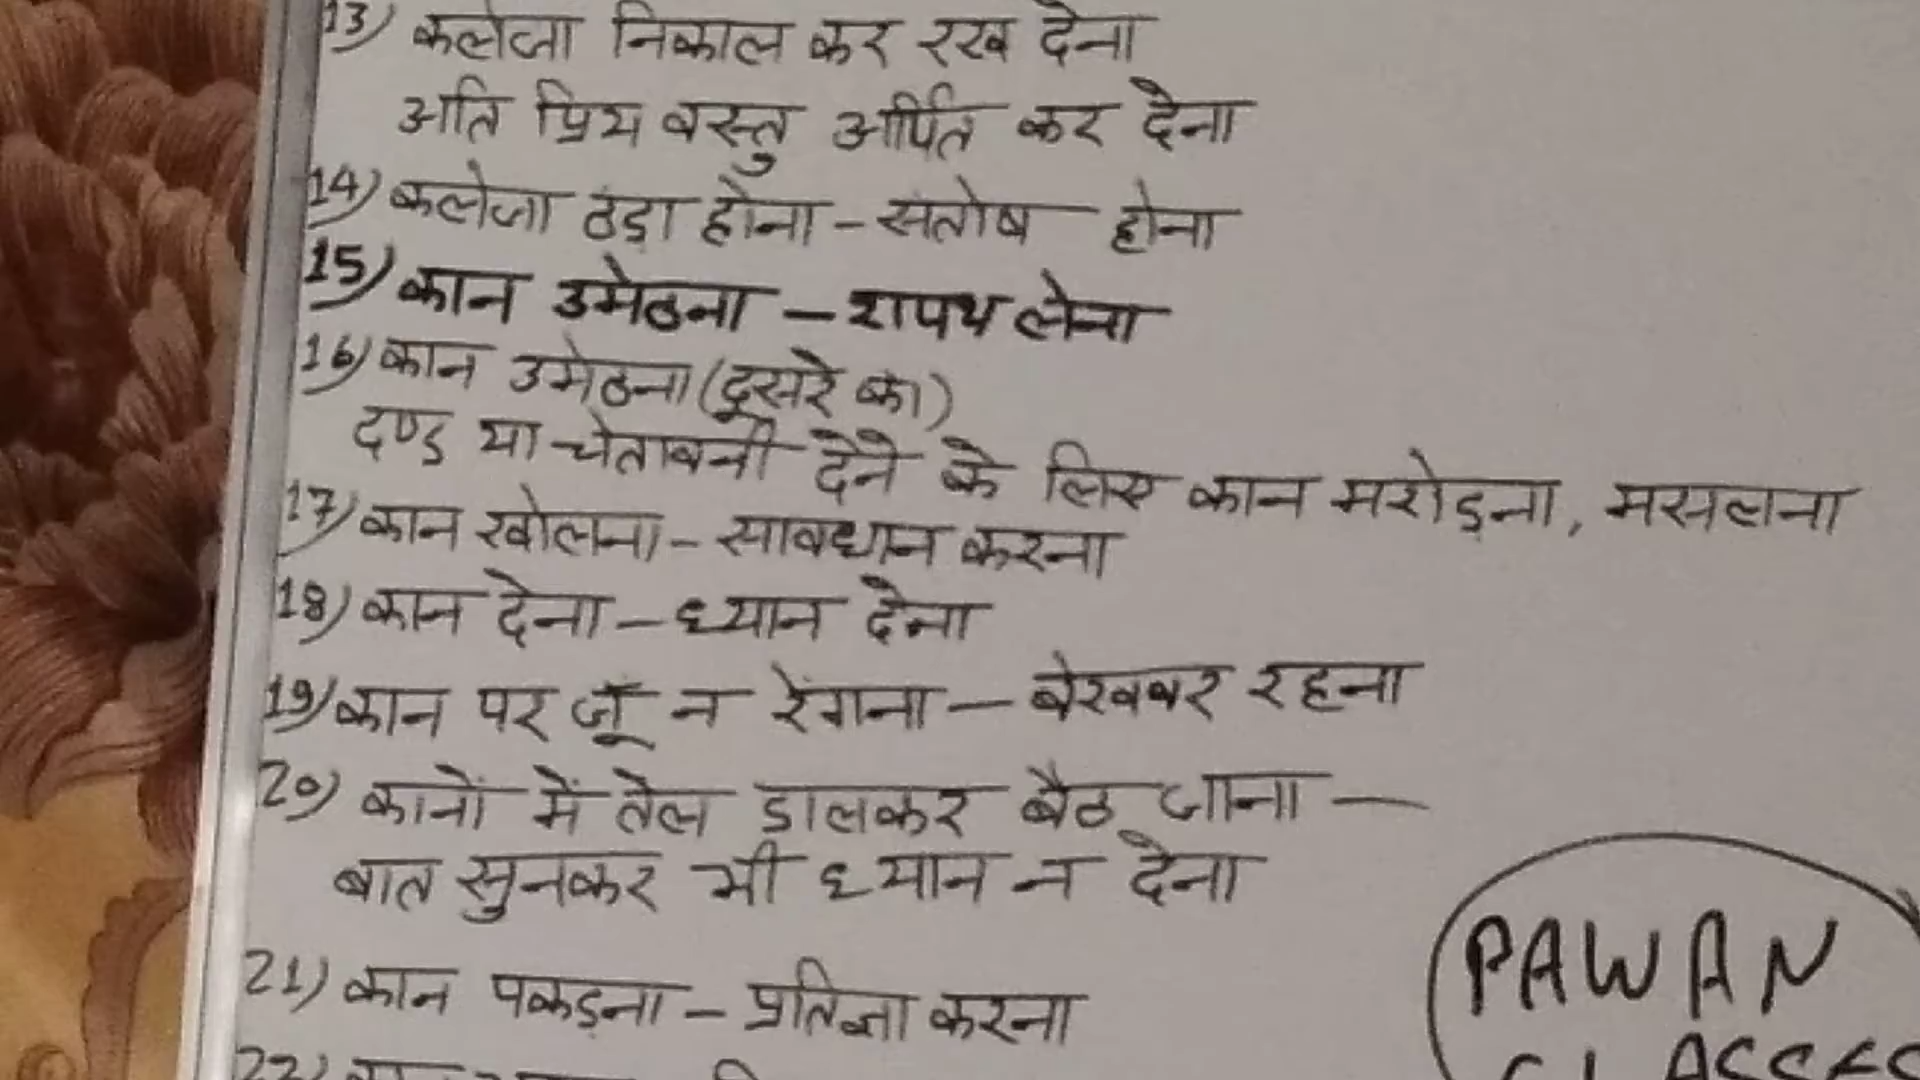 13) कलेजा निकाल कर रख देना
अति प्रिय वस्तु अर्पित कर देना
14) कलेजा ठंडा होना - संतोष होना
15) कान उमेठना - शपथ लेना
16) कान उमेठना (दूसरे का)
दण्ड या चेतावनी देने के लिए कान मरोड़ना, मसलना
17) कान खोलना - सावधान करना
18) कान देना - ध्यान देना
19) कान पर जूँ न रेंगना - बेखबर रहना
20) कानों में तेल डालकर बैठ जाना -
बात सुनकर भी ध्यान न देना
21) कान पकड़ना - प्रतिज्ञा करना
22)
PAWAN
CLASSES